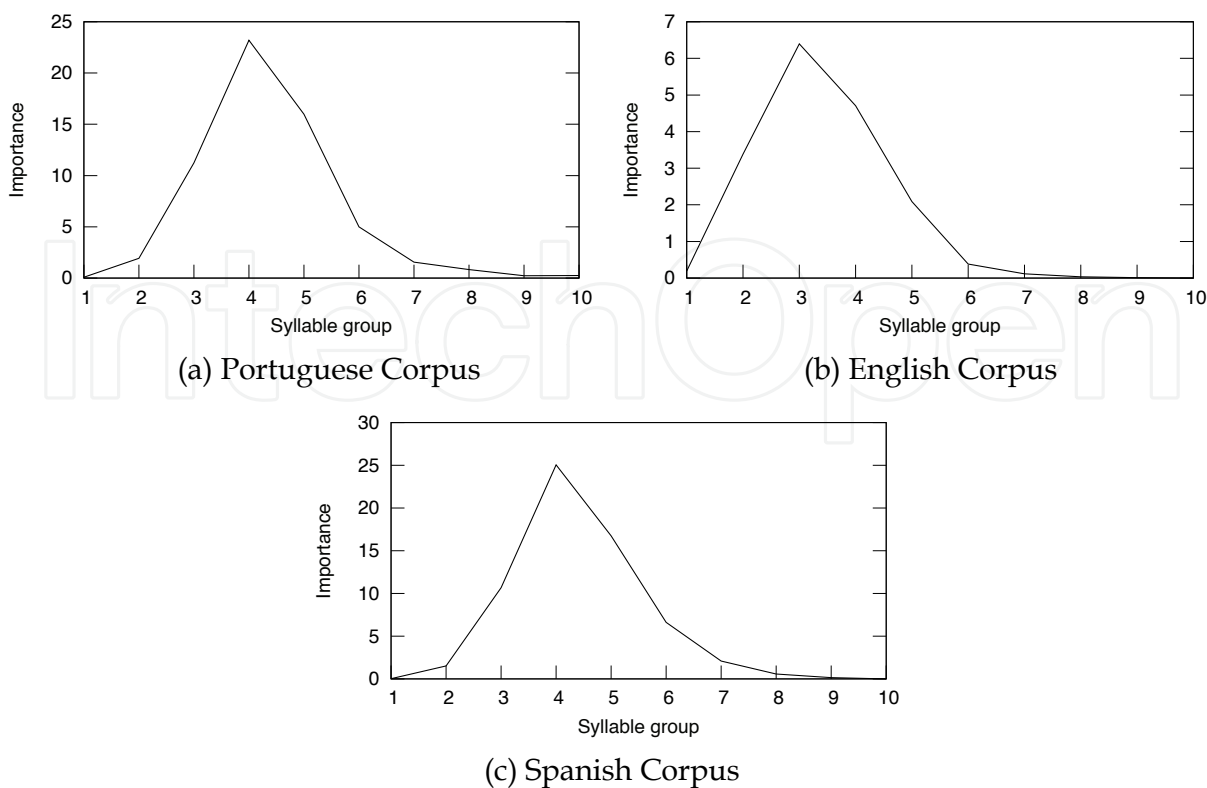 25
20
15
10
5
0
Importance
1 2 3 4 5 6 7 8 9 10
Syllable group
(a) Portuguese Corpus
7
6
5
4
3
2
1
0
Importance
1 2 3 4 5 6 7 8 9 10
Syllable group
(b) English Corpus
30
25
20
15
10
5
0
Importance
1 2 3 4 5 6 7 8 9 10
Syllable group
(c) Spanish Corpus
IntechOpen